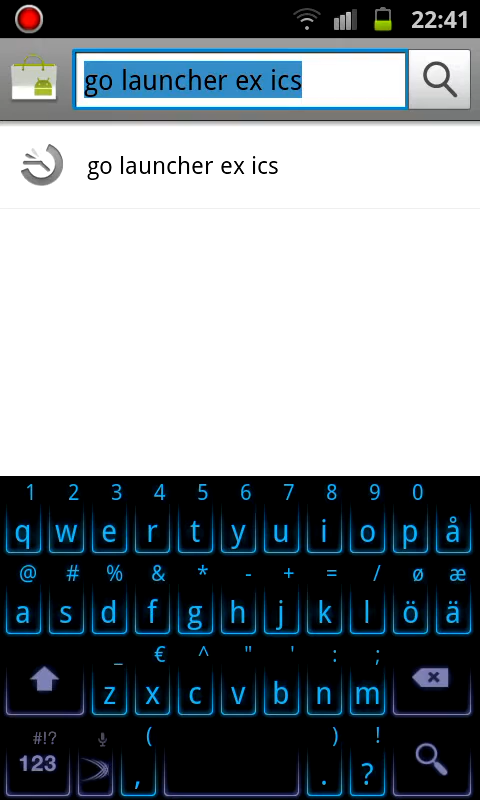 22:41
go launcher ex ics
go launcher ex ics
1 2 3 4 5 6 7 8 9 0
q w e r t y u i o p å
@ # % & * - + = / ø æ
a s d f g h j k l ö ä
_ € ^ " ' : ;
z x c v b n m
#!? ( ) !
123 , . ?